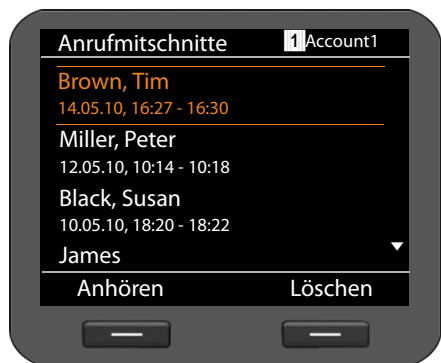 Anrufmitschnitte 1 Account1
Brown, Tim
14.05.10, 16:27 - 16:30
Miller, Peter
12.05.10, 10:14 - 10:18
Black, Susan
10.05.10, 18:20 - 18:22
James
Anhören Löschen